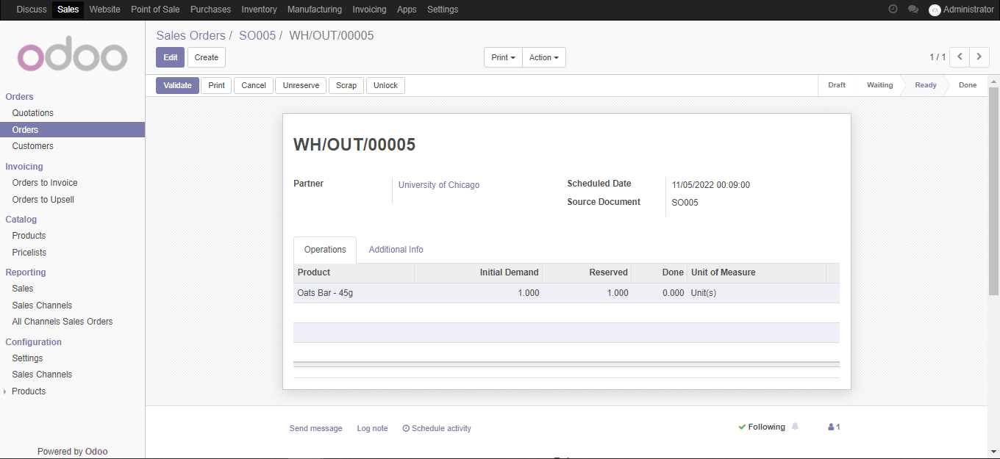 Discuss Sales Website Point of Sale Purchases Inventory Manufacturing Invoicing Apps Settings Administrator
odoo
Orders
Quotations
Orders
Customers
Invoicing
Orders to Invoice
Orders to Upsell
Catalog
Products
Pricelists
Reporting
Sales
Sales Channels
All Channels Sales Orders
Configuration
Settings
Sales Channels
Products
Powered by Odoo
Sales Orders / SO005 / WH/OUT/00005
Edit Create Print Action 1 / 1
Validate Print Cancel Unreserve Scrap Unlock Draft Waiting Ready Done
WH/OUT/00005
Partner University of Chicago Scheduled Date 11/05/2022 00:09:00
Source Document SO005
Operations Additional Info
Product Initial Demand Reserved Done Unit of Measure
Oats Bar - 45g 1.000 1.000 0.000 Unit(s)
Send message Log note Schedule activity Following 1